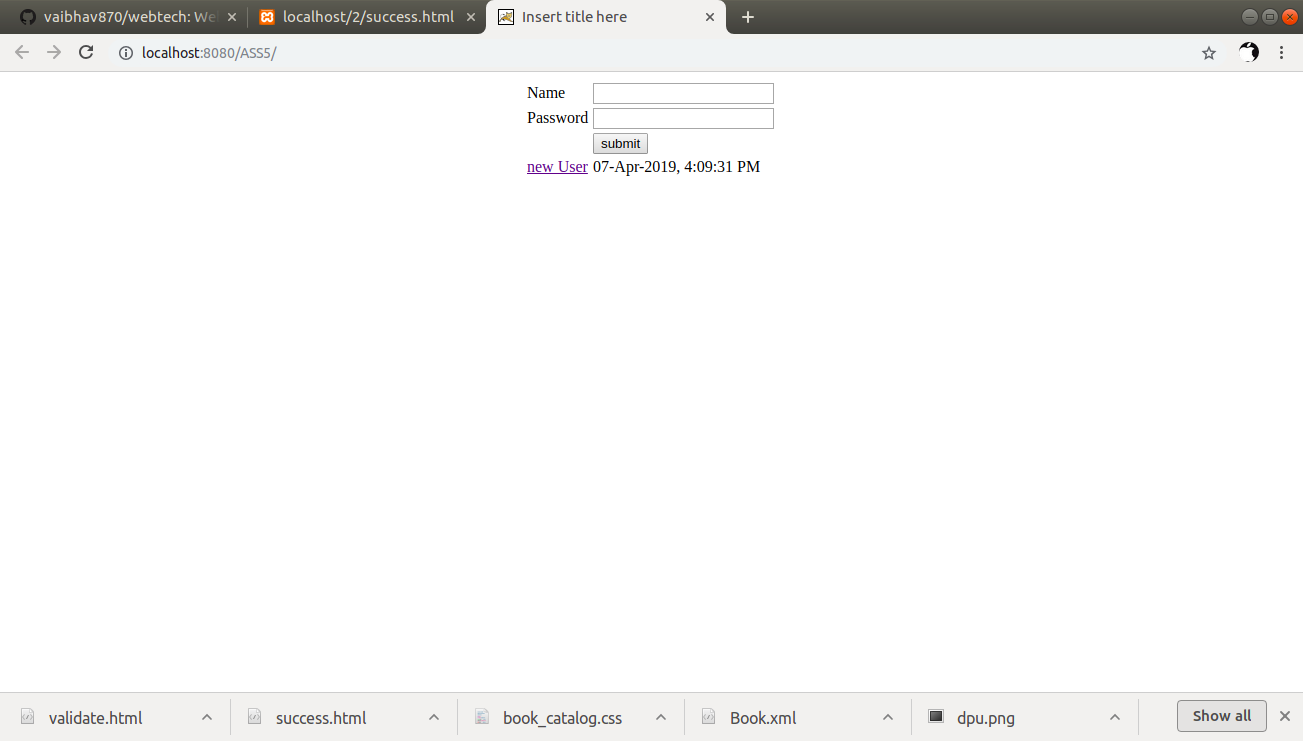 vaibhav870/webtech: We
localhost/2/success.html
Insert title here
localhost:8080/ASS5/
Name
Password
submit
new User 07-Apr-2019, 4:09:31 PM
validate.html
success.html
book_catalog.css
Book.xml
dpu.png
Show all